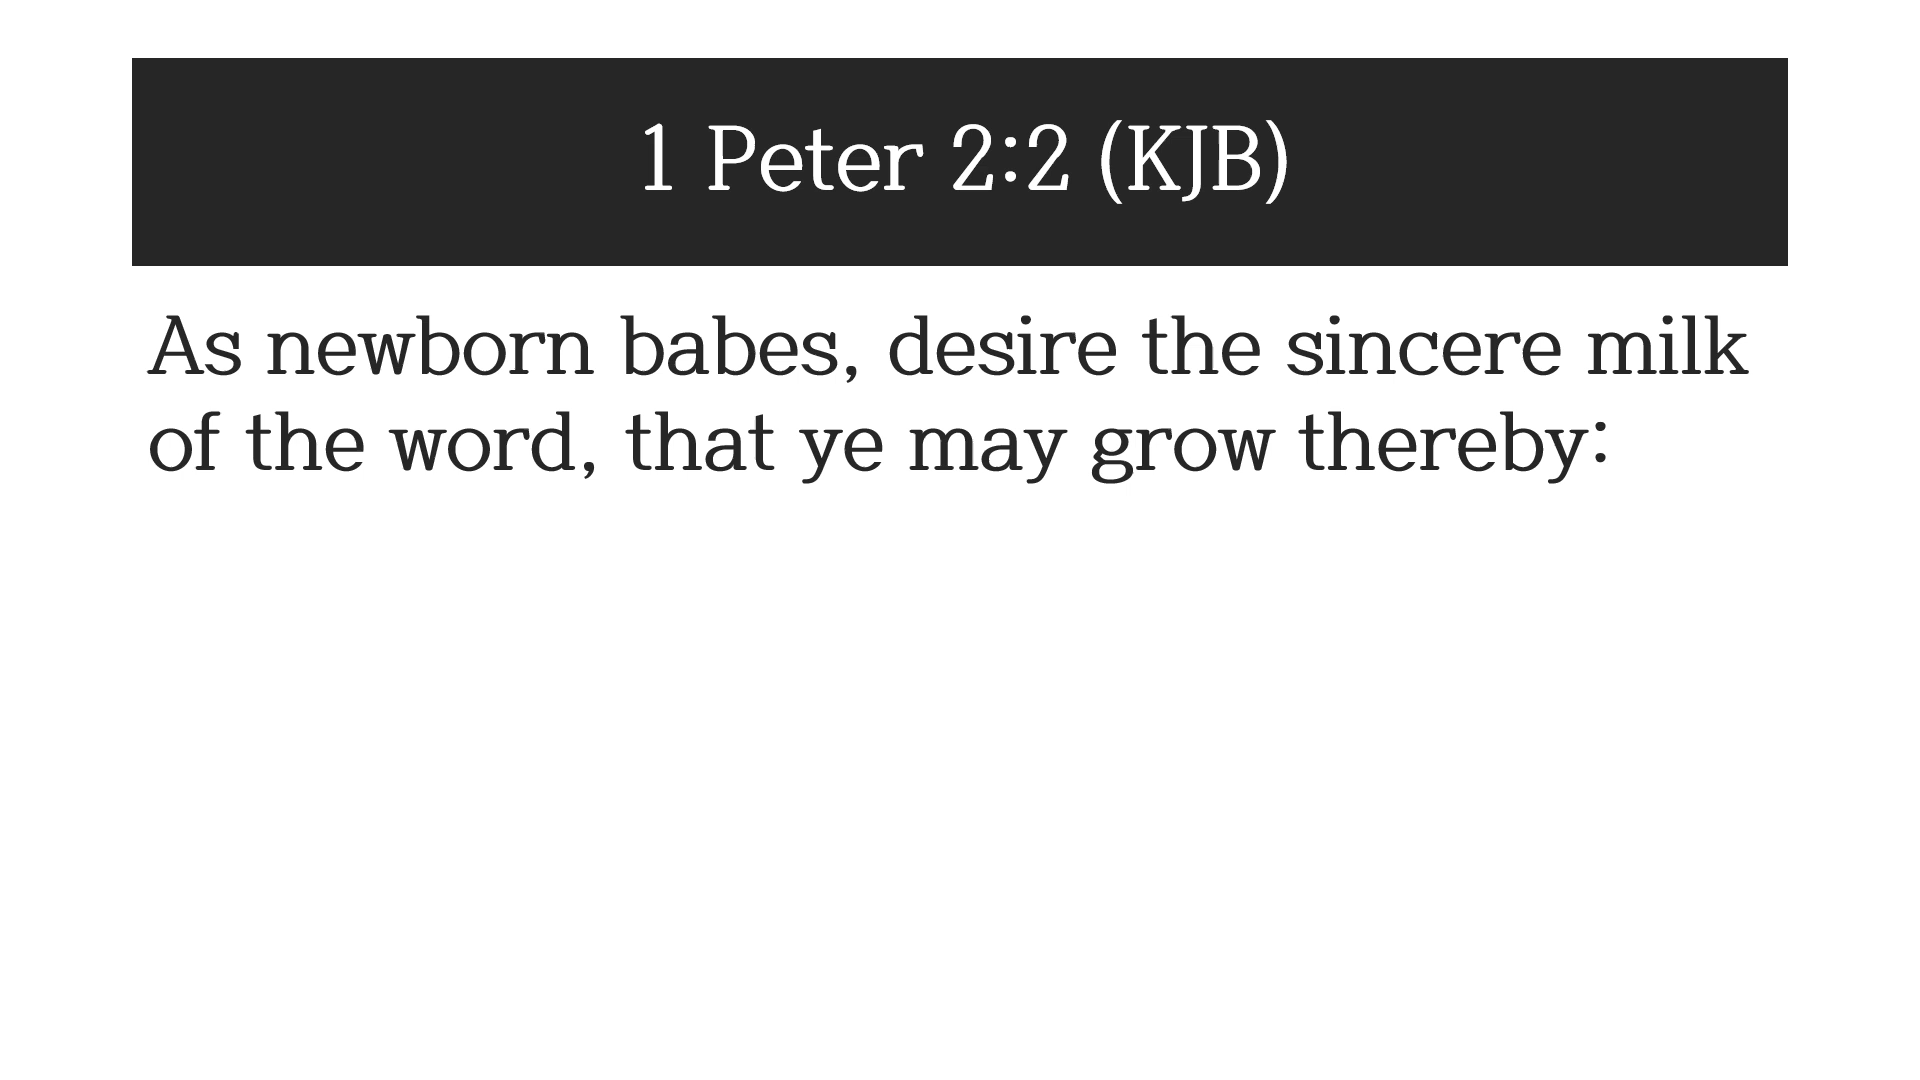 1 Peter 2:2 (KJB)
As newborn babes, desire the sincere milk
of the word, that ye may grow thereby: